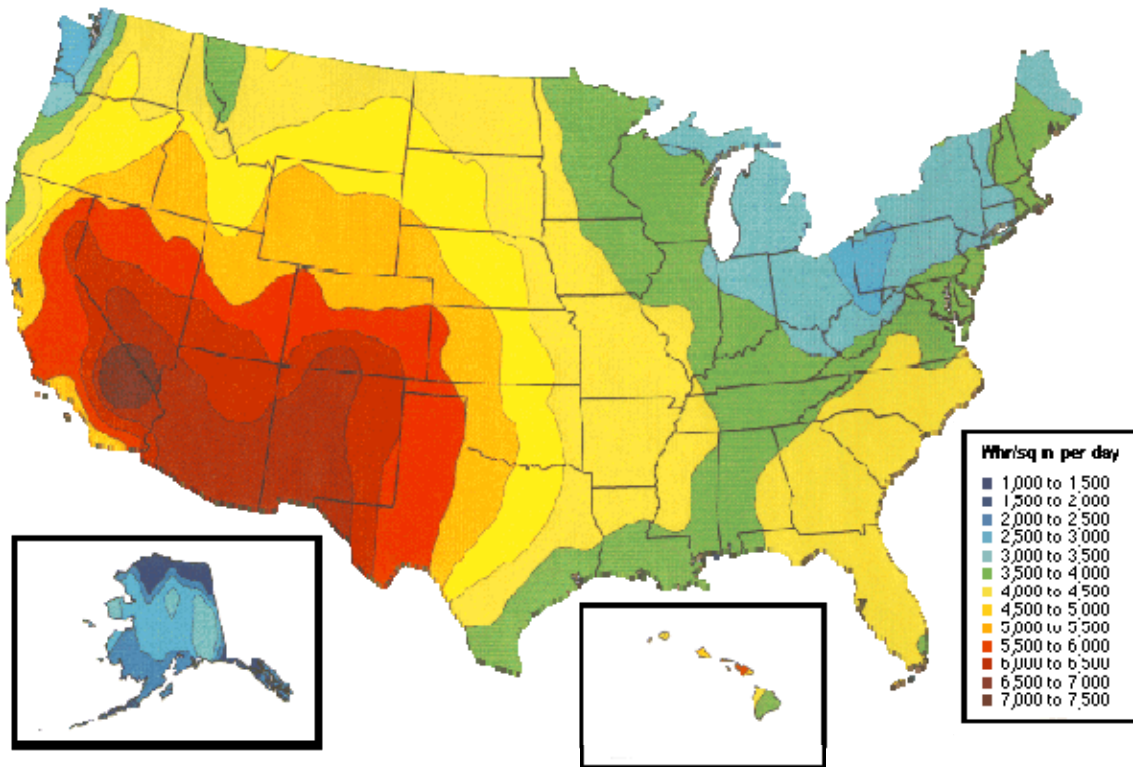 Whr/sq m per day
1,000 to 1,500
1,500 to 2,000
2,000 to 2,500
2,500 to 3,000
3,000 to 3,500
3,500 to 4,000
4,000 to 4,500
4,500 to 5,000
5,000 to 5,500
5,500 to 6,000
6,000 to 6,500
6,500 to 7,000
7,000 to 7,500